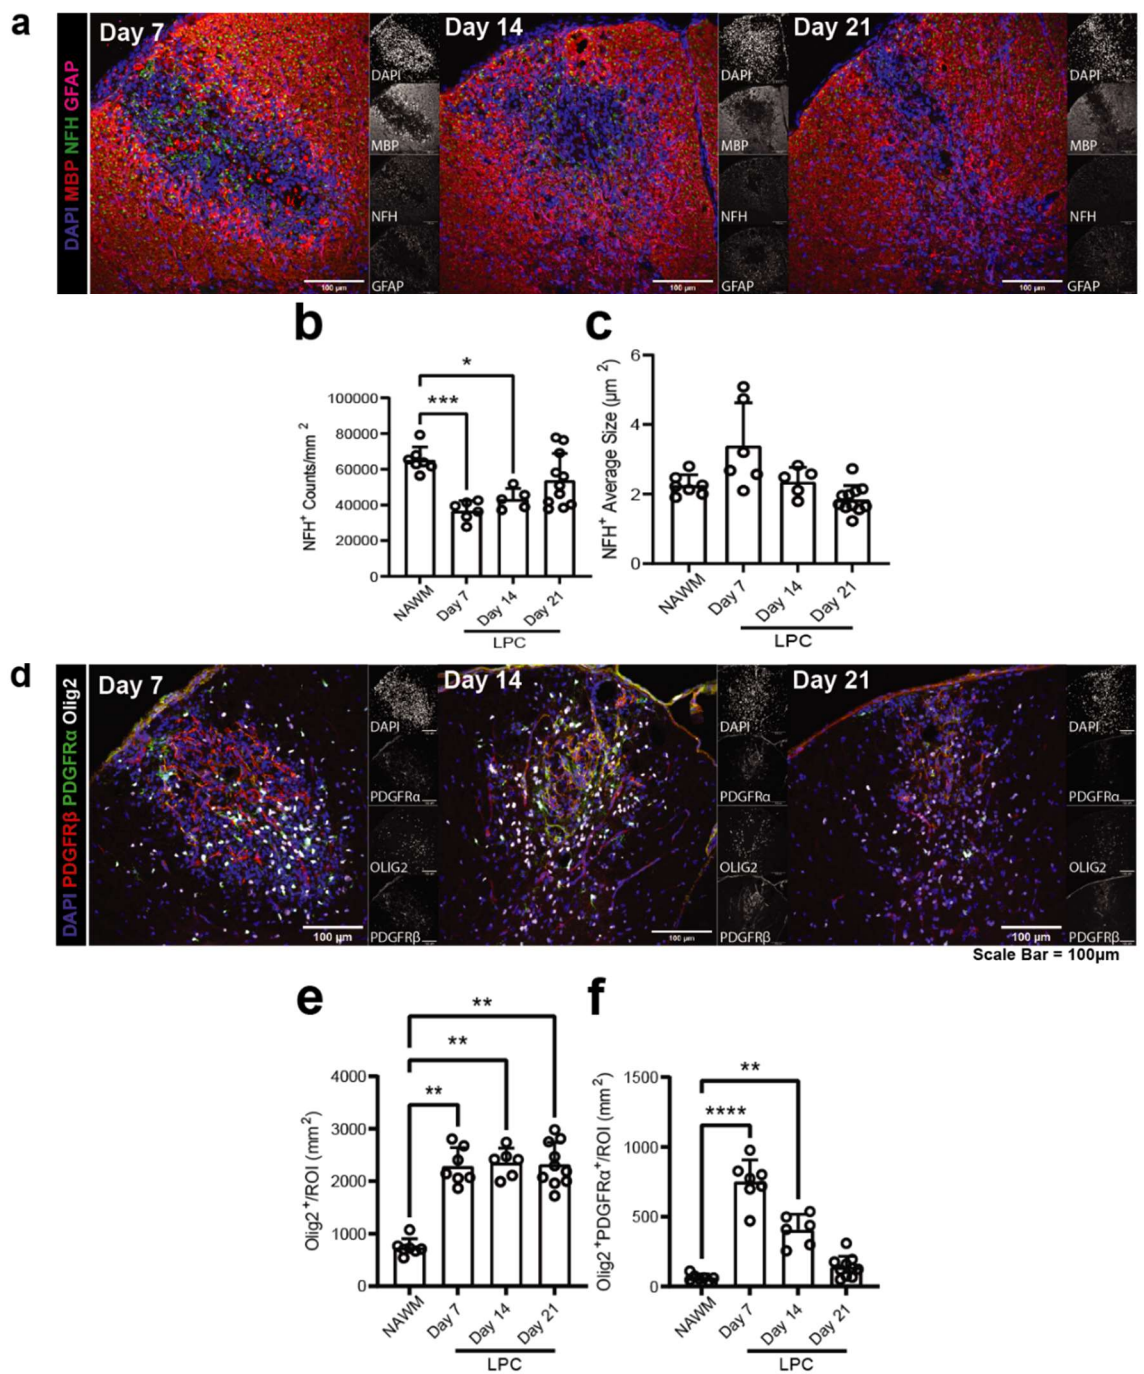 a
DAPI MBP NFH GFAP
Day 7
DAPI
MBP
NFH
GFAP
100 µm
Day 14
DAPI
MBP
NFH
GFAP
100 µm
Day 21
DAPI
MBP
NFH
GFAP
100 µm
b
NFH+ Counts/mm 2
100000
80000
60000
40000
20000
0
*
***
NAWM
Day 7
Day 14
Day 21
LPC
c
NFH+ Average Size (µm 2)
6
4
2
0
NAWM
Day 7
Day 14
Day 21
LPC
d
DAPI PDGFRβ PDGFRα Olig2
Day 7
DAPI
PDGFRα
OLIG2
PDGFRβ
100 µm
Day 14
DAPI
PDGFRα
OLIG2
PDGFRβ
100 µm
Day 21
DAPI
PDGFRα
OLIG2
PDGFRβ
100 µm
Scale Bar = 100µm
e
Olig2 +/ROI (mm2)
4000
3000
2000
1000
0
**
**
**
NAWM
Day 7
Day 14
Day 21
LPC
f
Olig2 +PDGFRα+/ROI (mm2)
1500
1000
500
0
**
****
NAWM
Day 7
Day 14
Day 21
LPC